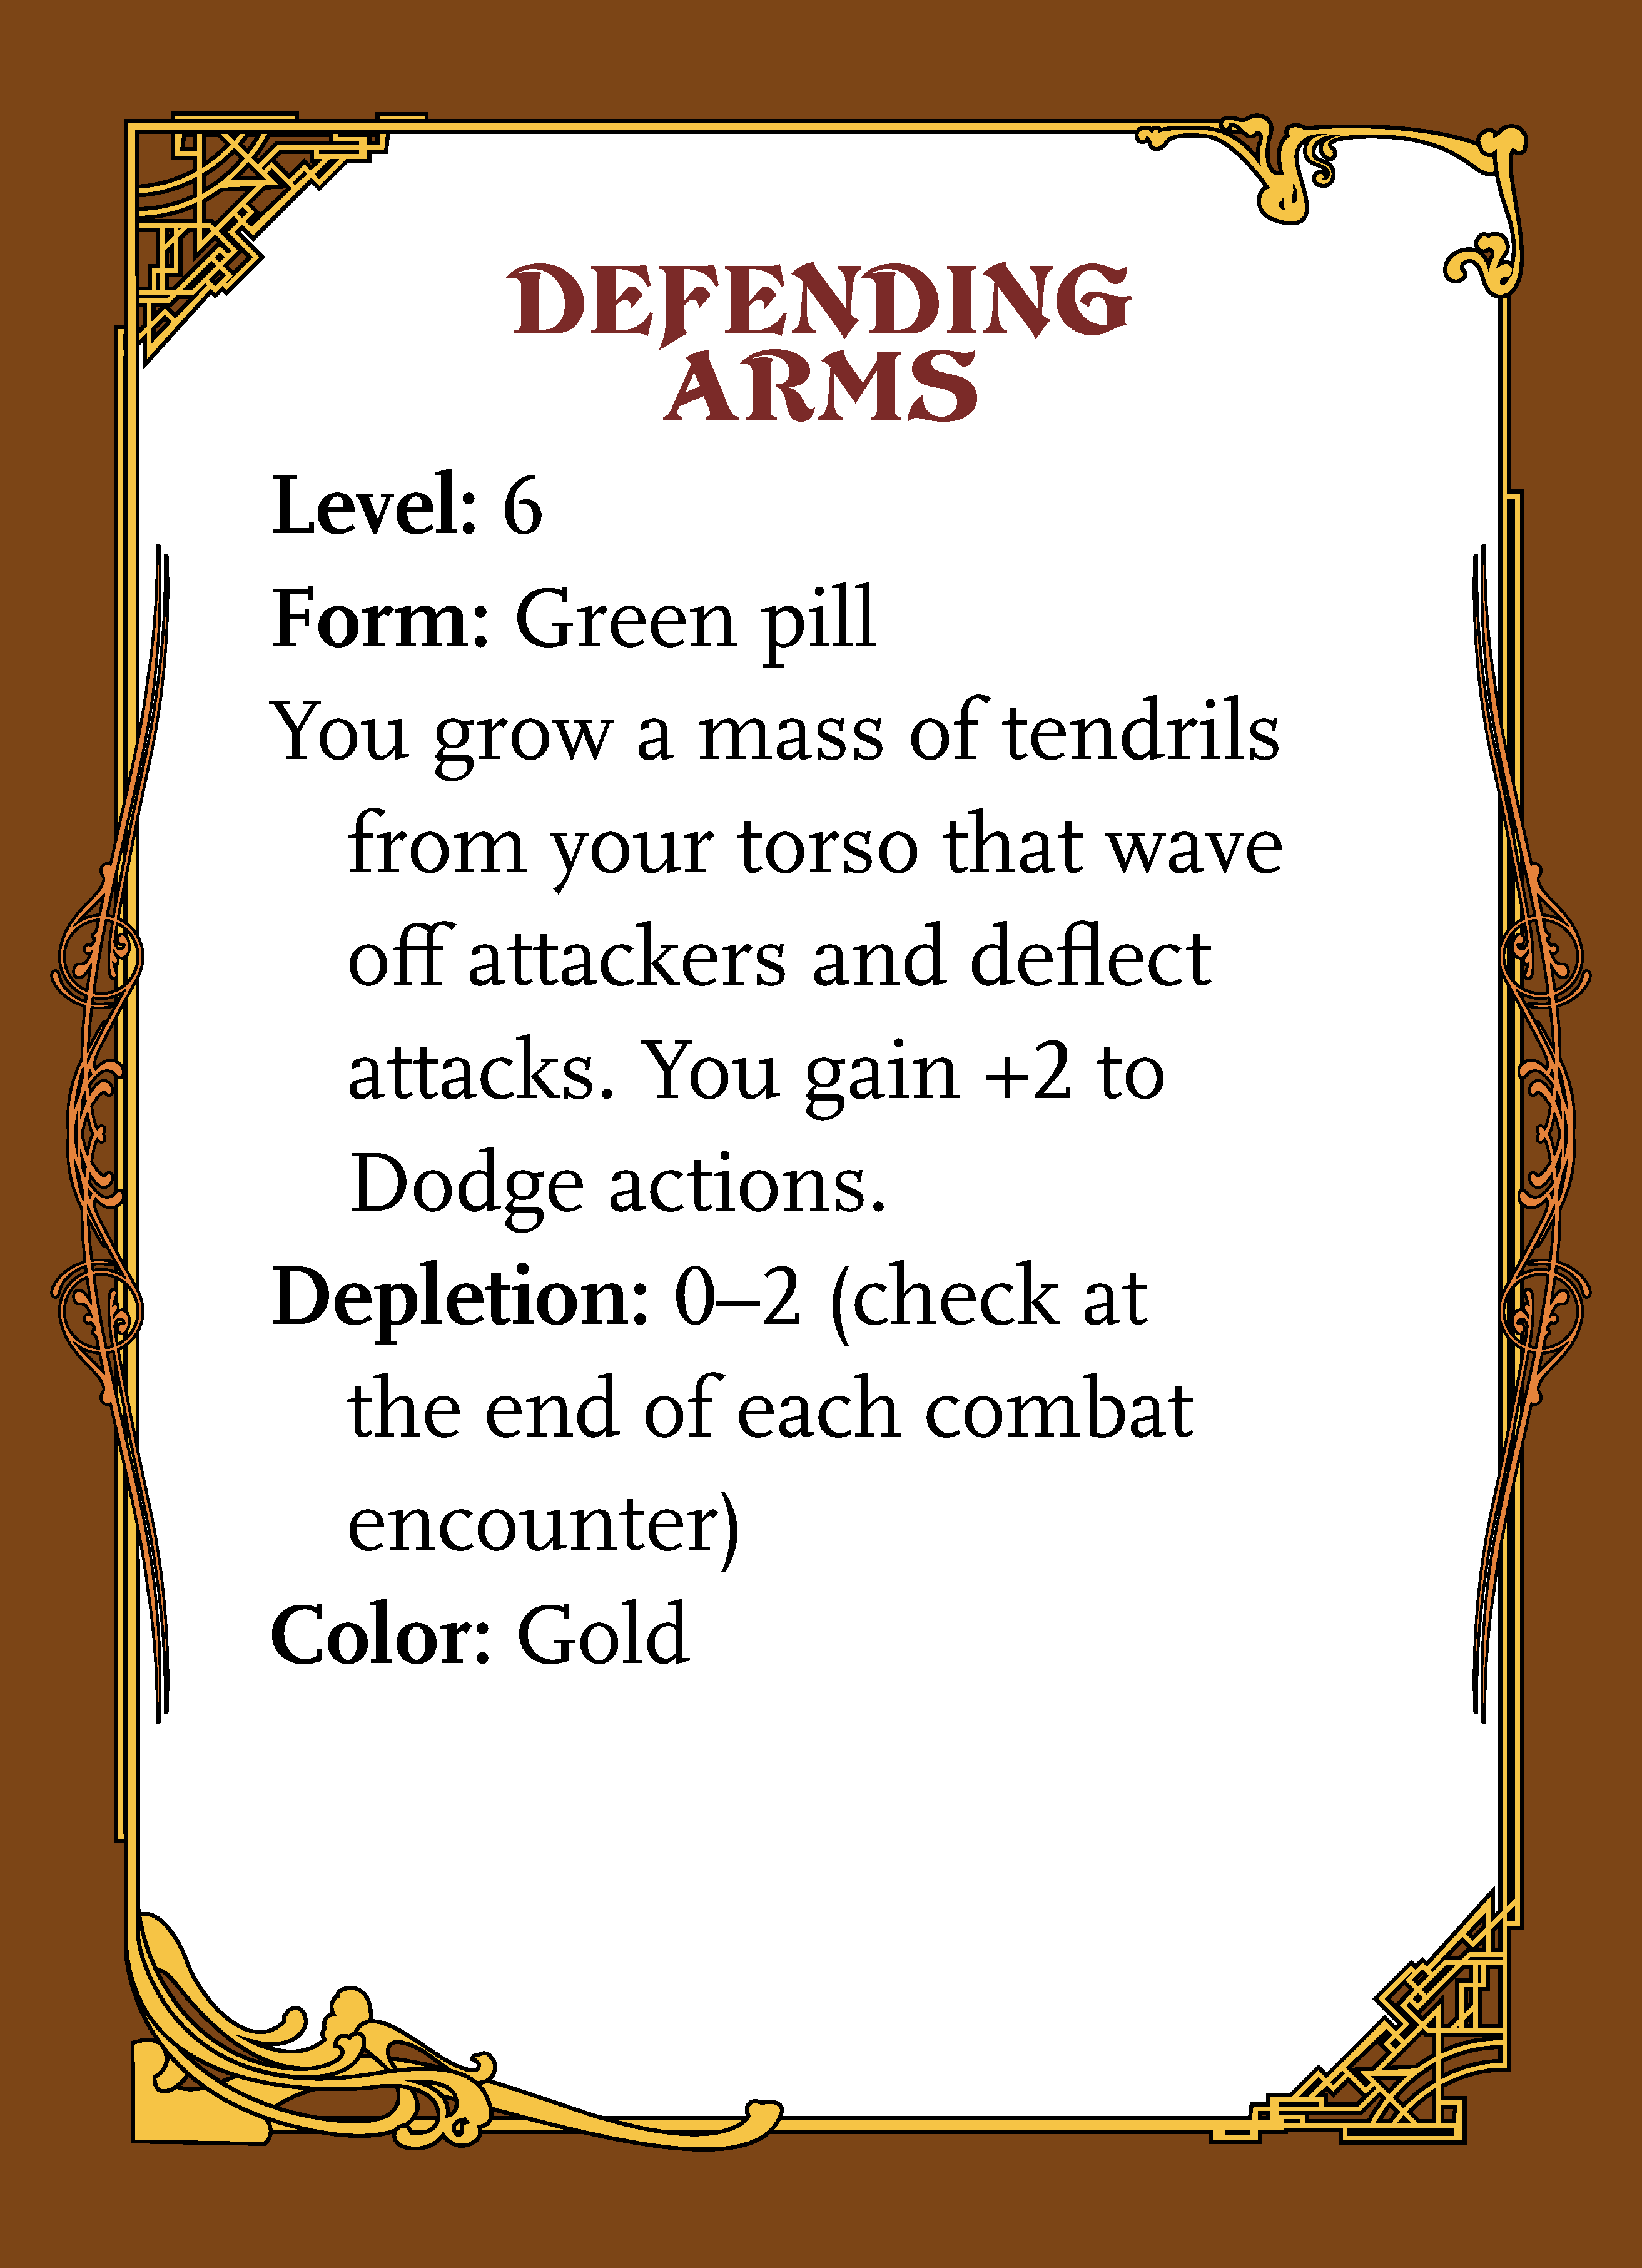 DEFENDING
ARMS
Level: 6
Form: Green pill
You grow a mass of tendrils
from your torso that wave
off attackers and deflect
attacks. You gain +2 to
Dodge actions.
Depletion: 0–2 (check at
the end of each combat
encounter)
Color: Gold